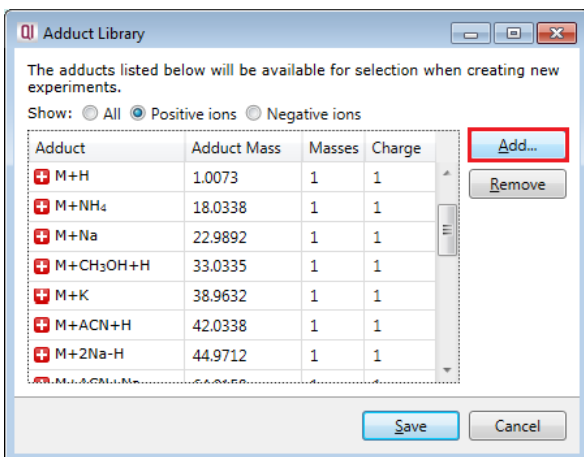 QI Adduct Library
The adducts listed below will be available for selection when creating new
experiments.
Show: All Positive ions Negative ions
Adduct Adduct Mass Masses Charge
M+H 1.0073 1 1
M+NH₄ 18.0338 1 1
M+Na 22.9892 1 1
M+CH₃OH+H 33.0335 1 1
M+K 38.9632 1 1
M+ACN+H 42.0338 1 1
M+2Na-H 44.9712 1 1
Add...
Remove
Save Cancel